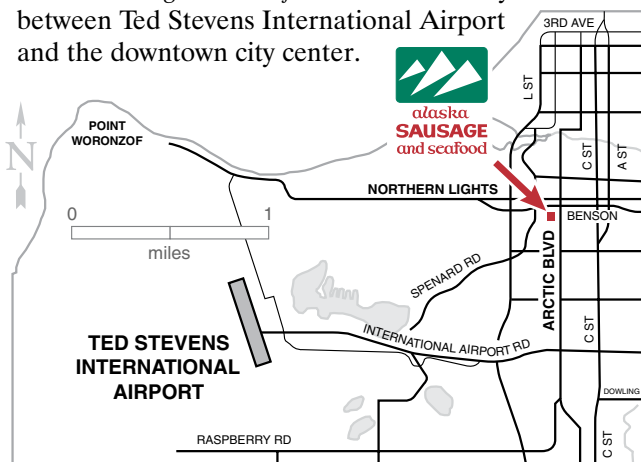 between Ted Stevens International Airport
and the downtown city center.
3RD AVE
L ST
alaska
SAUSAGE
and seafood
N
POINT
WORONZOF
C ST
A ST
NORTHERN LIGHTS
BENSON
0 1
miles
SPENARD RD
ARCTIC BLVD
C ST
INTERNATIONAL AIRPORT RD
TED STEVENS
INTERNATIONAL
AIRPORT
DOWLING
RASPBERRY RD
C ST